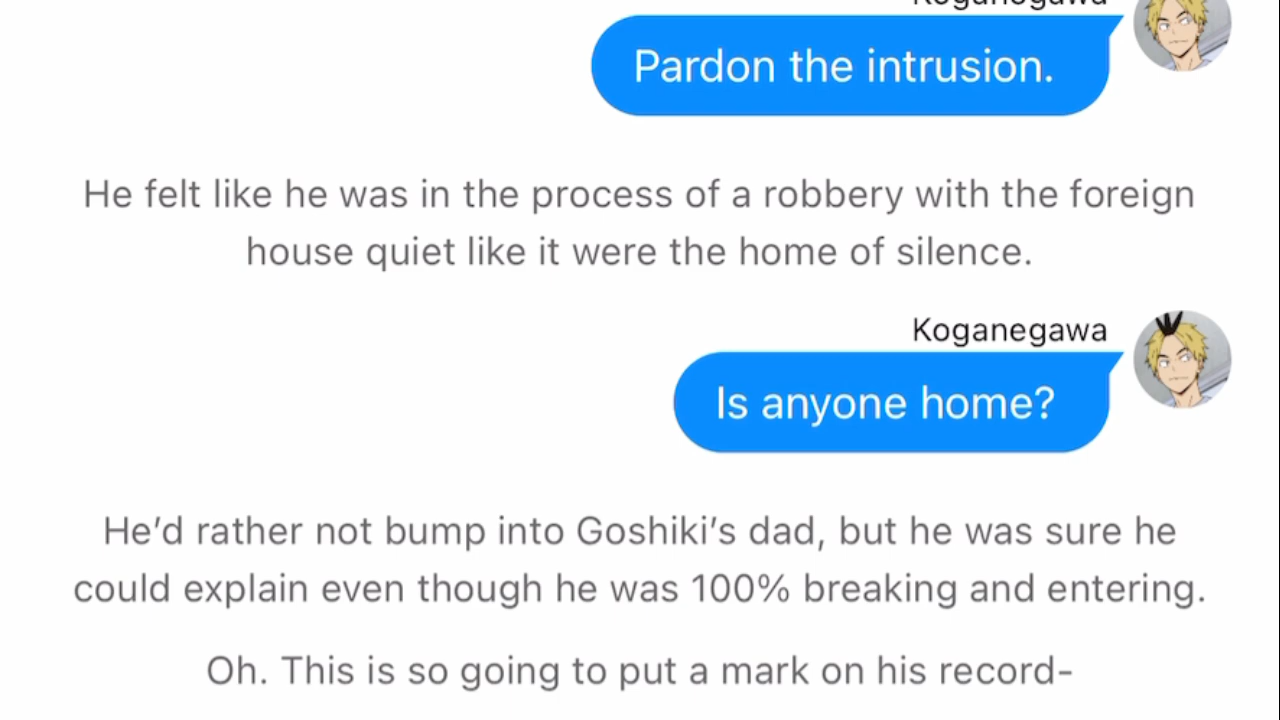 Koganegawa
Pardon the intrusion.
He felt like he was in the process of a robbery with the foreign
house quiet like it were the home of silence.
Koganegawa
Is anyone home?
He’d rather not bump into Goshiki’s dad, but he was sure he
could explain even though he was 100% breaking and entering.
Oh. This is so going to put a mark on his record-